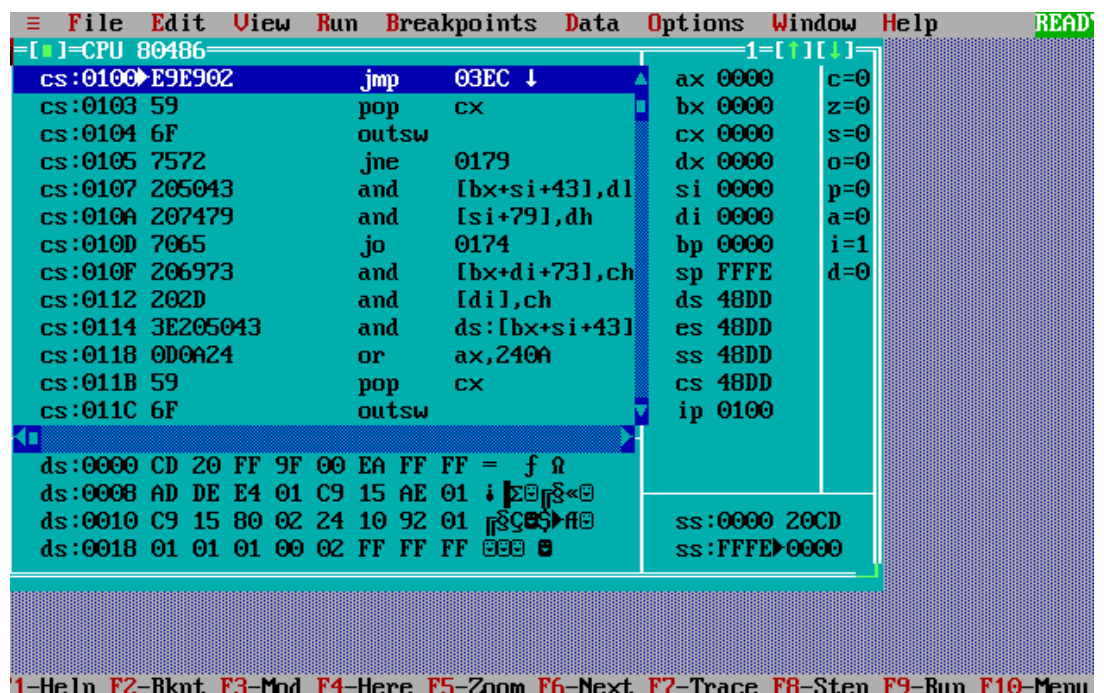 ≡ File Edit View Run Breakpoints Data Options Window Help READY
=[■]=CPU 80486 1=[↑][↓]=
cs:0100►E9E902 jmp 03EC ↓ ax 0000 c=0
cs:0103 59 pop cx bx 0000 z=0
cs:0104 6F outsw cx 0000 s=0
cs:0105 7572 jne 0179 dx 0000 o=0
cs:0107 205043 and [bx+si+43],dl si 0000 p=0
cs:010A 207479 and [si+79],dh di 0000 a=0
cs:010D 7065 jo 0174 bp 0000 i=1
cs:010F 206973 and [bx+di+73],ch sp FFFE d=0
cs:0112 202D and [di],ch ds 48DD
cs:0114 3E205043 and ds:[bx+si+43] es 48DD
cs:0118 0D0A24 or ax,240A ss 48DD
cs:011B 59 pop cx cs 48DD
cs:011C 6F outsw ip 0100
ds:0000 CD 20 FF 9F 00 EA FF FF = ƒ Ω
ds:0008 AD DE E4 01 C9 15 AE 01 ¡▐Σ☺╔§«☺
ds:0010 C9 15 80 02 24 10 92 01 ╔§Ç☻$►Æ☺ ss:0000 20CD
ds:0018 01 01 01 00 02 FF FF FF ☺☺☺ ☻ ss:FFFE►0000
1-Help F2-Bkpt F3-Mod F4-Here F5-Zoom F6-Next F7-Trace F8-Step F9-Run F10-Menu